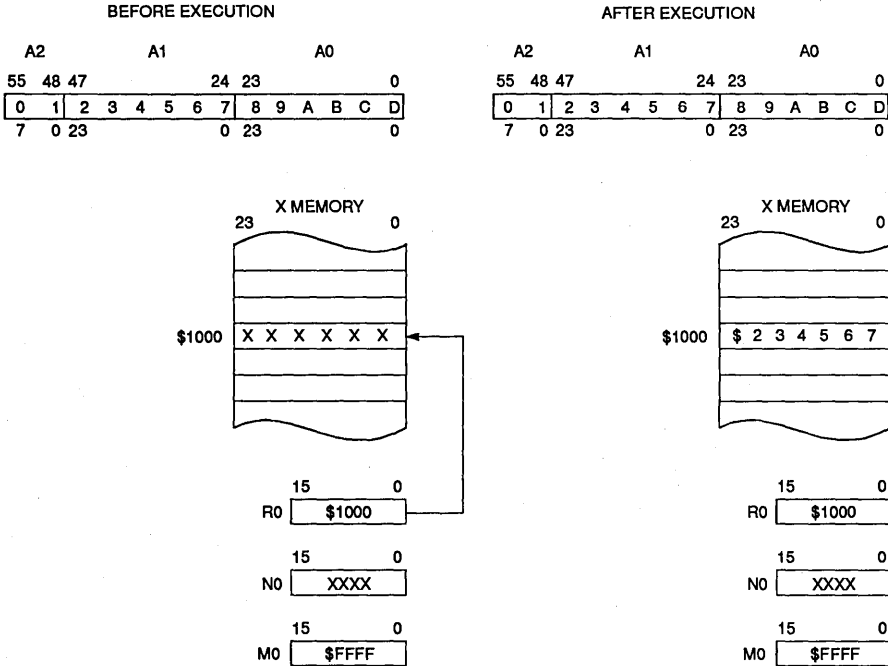 BEFORE EXECUTION
A2 A1 A0
55 48 47 24 23 0
0 1 2 3 4 5 6 7 8 9 A B C D
7 0 23 0 23 0
X MEMORY
23 0
$1000 X X X X X X
15 0
R0 $1000
15 0
N0 XXXX
15 0
M0 $FFFF
AFTER EXECUTION
A2 A1 A0
55 48 47 24 23 0
0 1 2 3 4 5 6 7 8 9 A B C D
7 0 23 0 23 0
X MEMORY
23 0
$1000 $ 2 3 4 5 6 7
15 0
R0 $1000
15 0
N0 XXXX
15 0
M0 $FFFF